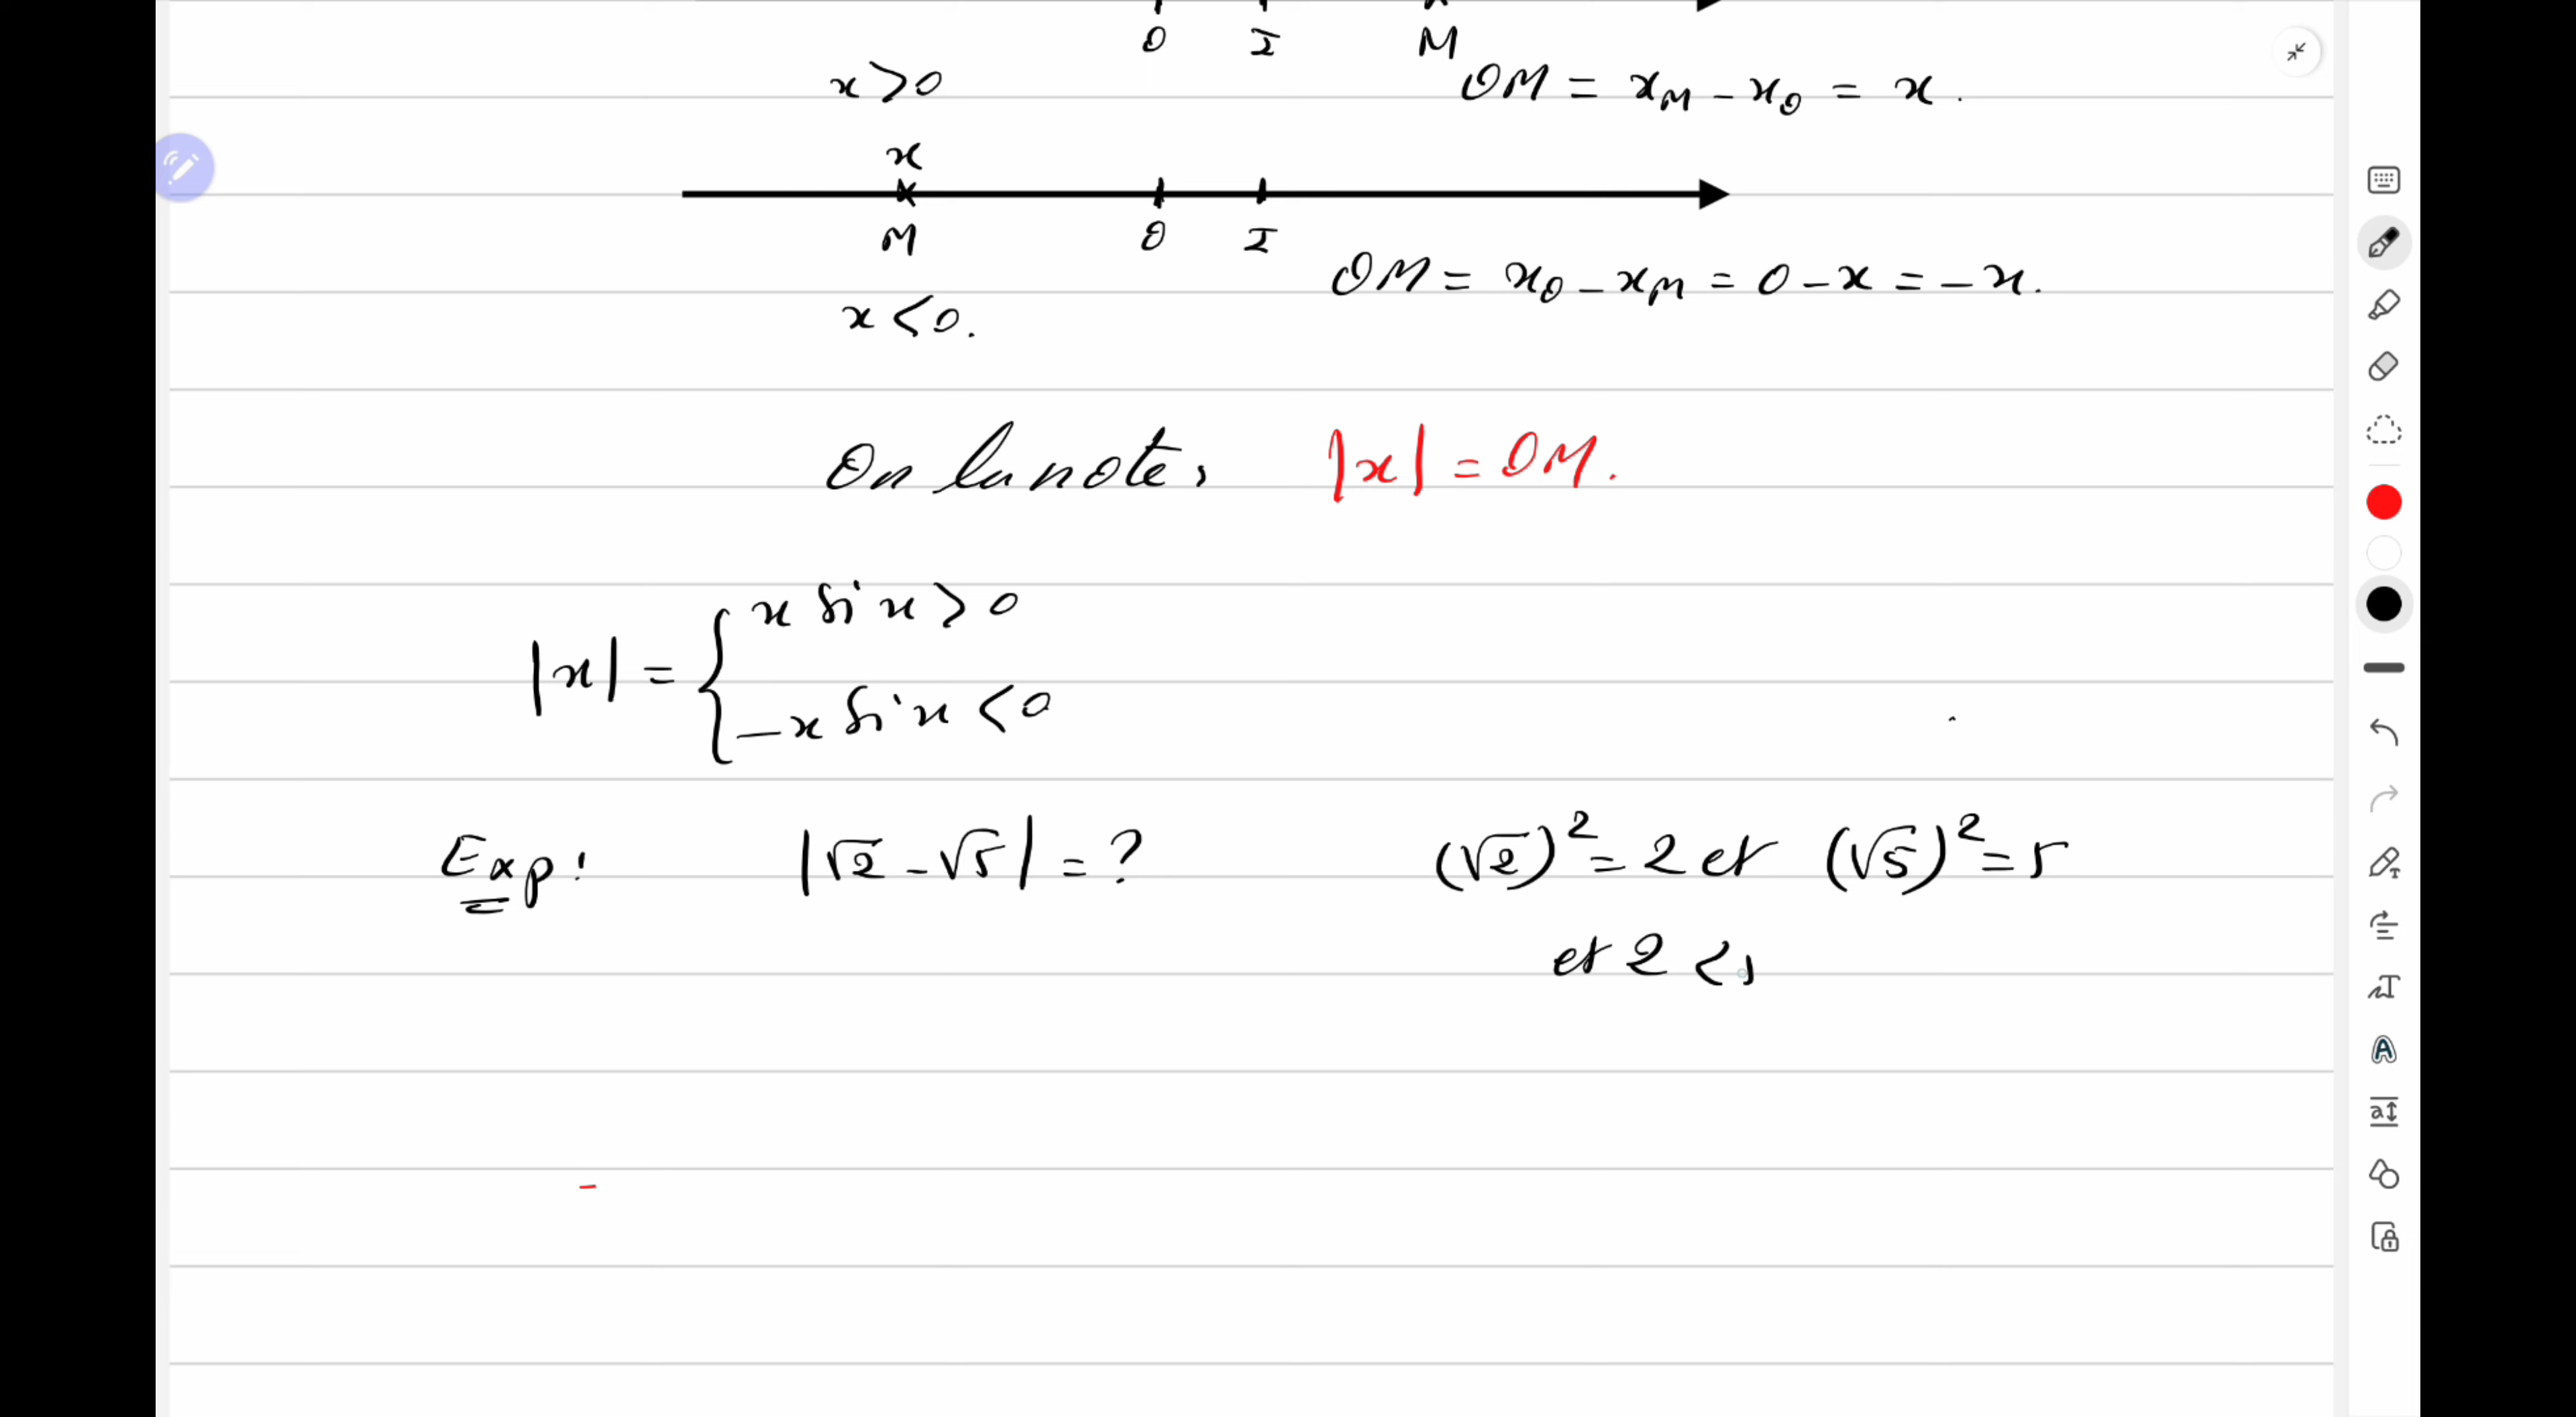 O I M
x > 0 OM = x_M - x_O = x .
x
M O I
OM = x_O - x_M = 0 - x = -x.
x < 0.
On la note, |x| = OM.
|x| = { x si x > 0
-x si x < 0
Exp: |√2 - √5| = ? (√2)² = 2 et (√5)² = 5
et 2 <